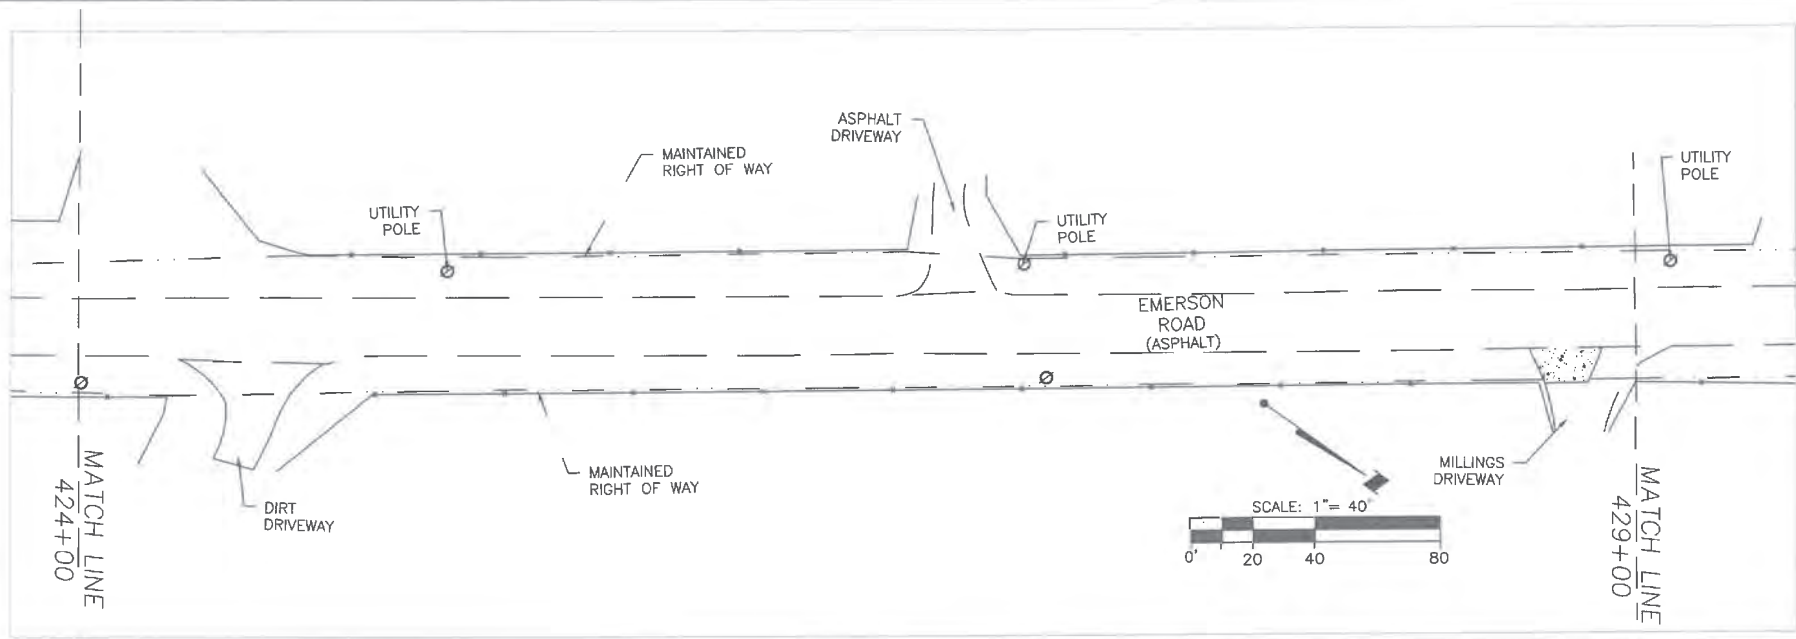 ASPHALT
DRIVEWAY
MAINTAINED
RIGHT OF WAY
UTILITY
POLE
UTILITY
POLE
UTILITY
POLE
EMERSON
ROAD
(ASPHALT)
MATCH LINE
424+00
DIRT
DRIVEWAY
MAINTAINED
RIGHT OF WAY
MILLINGS
DRIVEWAY
SCALE: 1"= 40'
0' 20 40 80
MATCH LINE
429+00